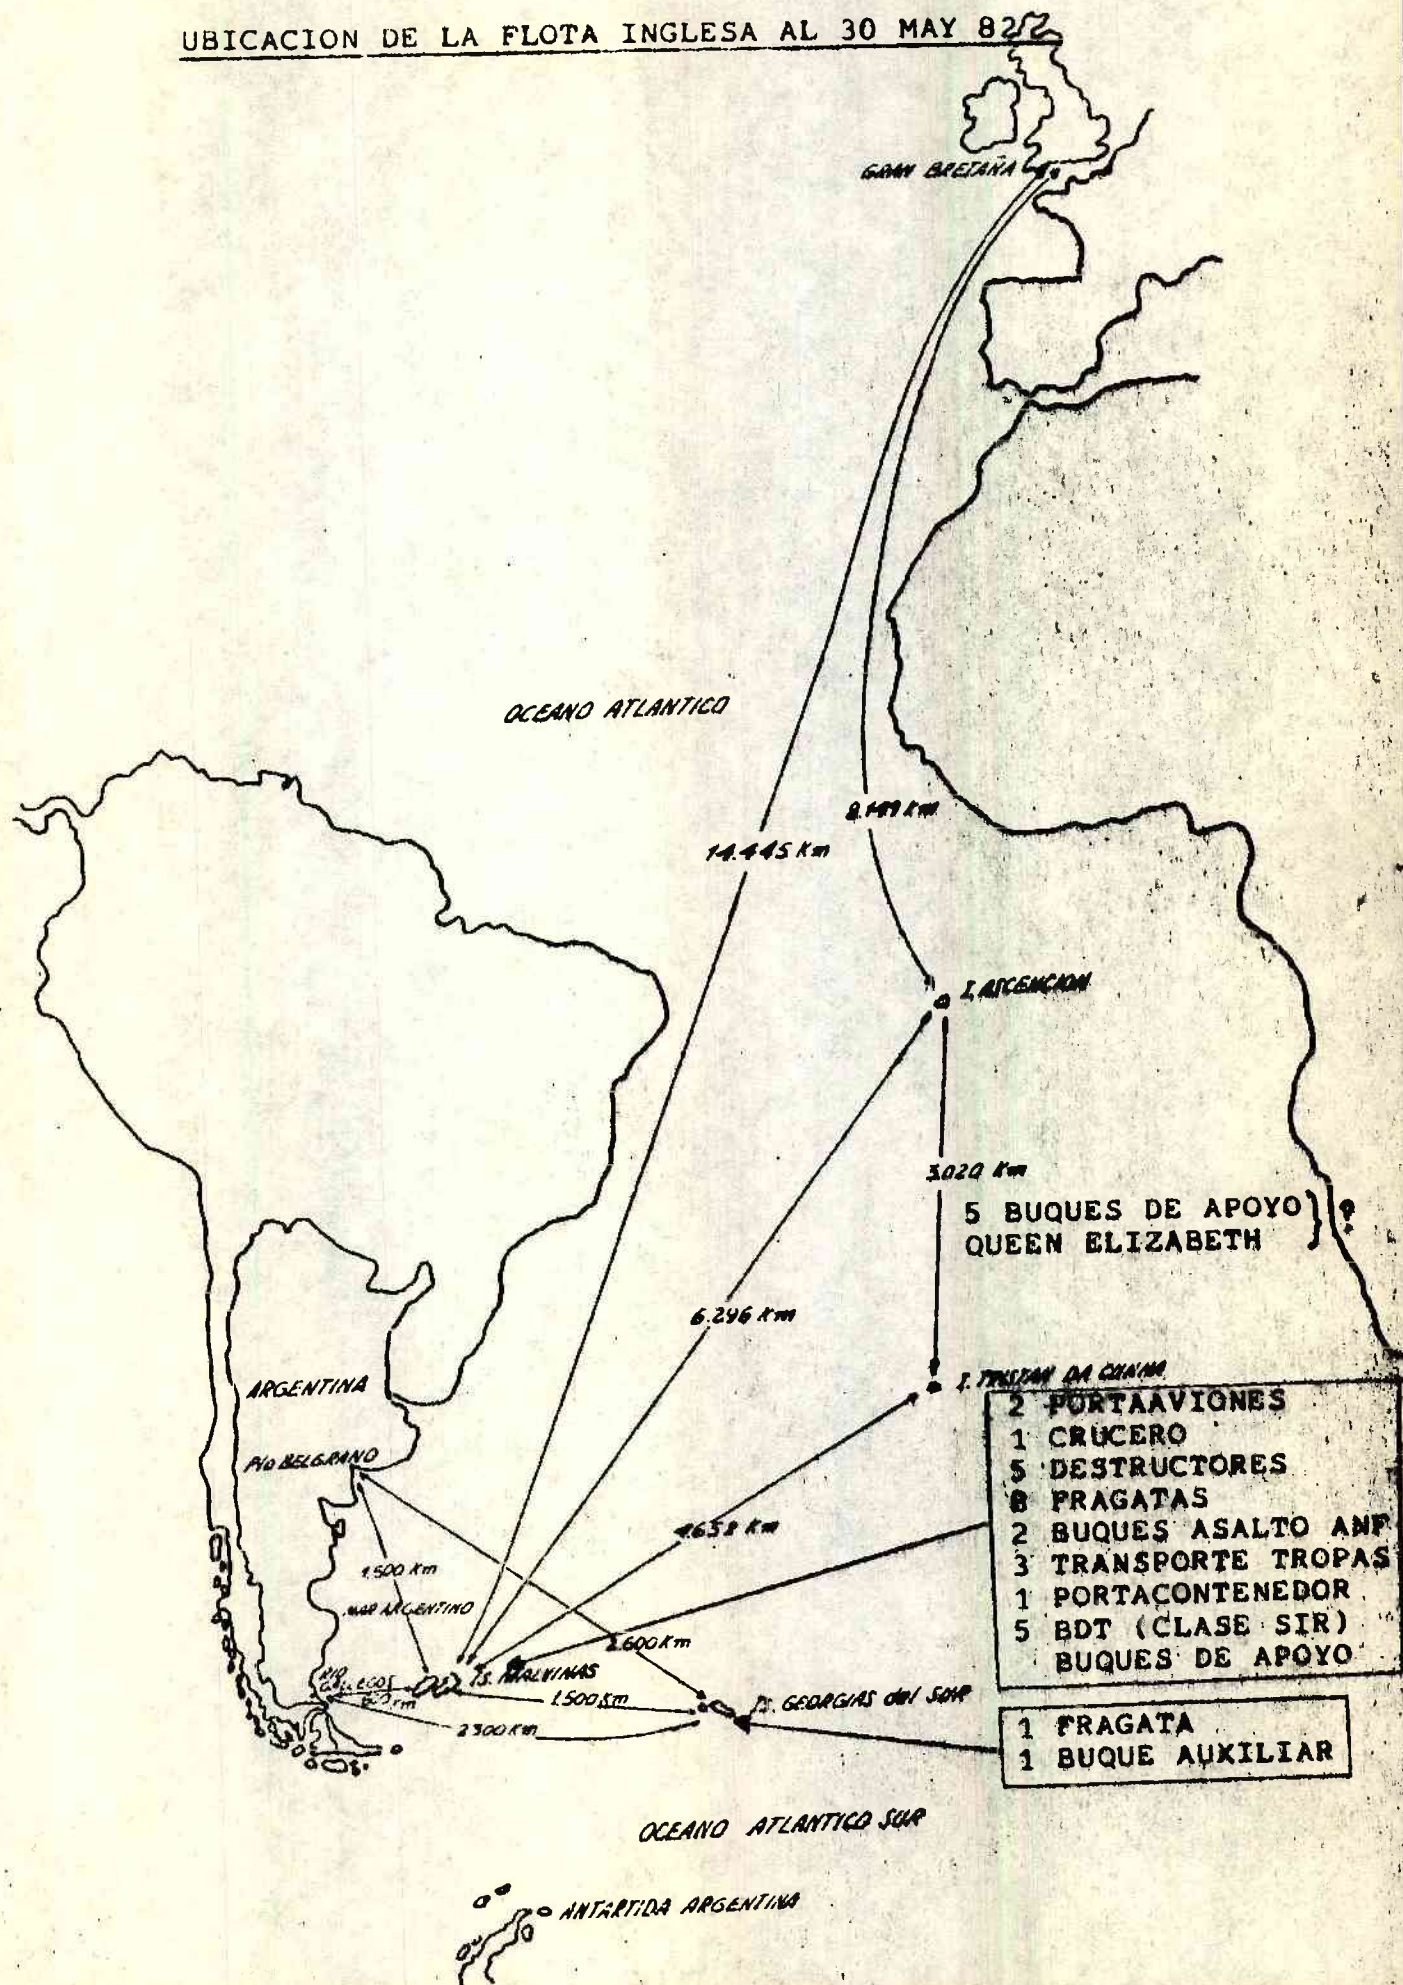 UBICACION DE LA FLOTA INGLESA AL 30 MAY 82
GRAN BRETAÑA
OCEANO ATLANTICO
8.149 Km
14.445 Km
I. ASCENCION
3.020 Km
5 BUQUES DE APOYO
QUEEN ELIZABETH
?
6.296 Km
I. TRISTAN DA CUNHA
ARGENTINA
PTO BELGRANO
2 PORTAAVIONES
1 CRUCERO
5 DESTRUCTORES
8 FRAGATAS
2 BUQUES ASALTO ANF
3 TRANSPORTE TROPAS
1 PORTACONTENEDOR
5 BDT (CLASE SIR)
BUQUES DE APOYO
1.500 Km
MAR ARGENTINO
2.600 Km
RIO
GALLEGOS
IS. MALVINAS
1.500 Km
IS. GEORGIAS del SUR
2.300 Km
1 FRAGATA
1 BUQUE AUXILIAR
OCEANO ATLANTICO SUR
ANTARTIDA ARGENTINA